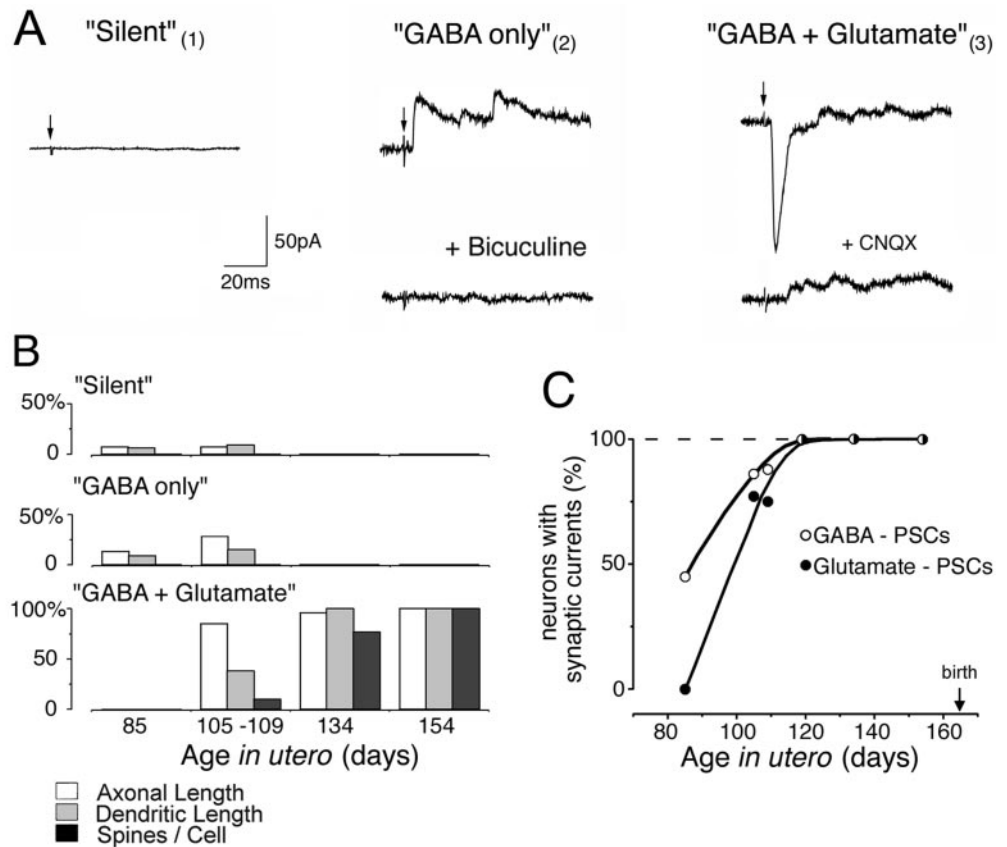 A
"Silent" (1)
"GABA only" (2)
"GABA + Glutamate" (3)
50pA
20ms
+ Bicuculine
+ CNQX
B
"Silent"
50%
0
"GABA only"
50%
0
"GABA + Glutamate"
100%
50
0
85 105 -109 134 154
Age in utero (days)
Axonal Length
Dendritic Length
Spines / Cell
C
neurons with
synaptic currents (%)
100
50
0
GABA - PSCs
Glutamate - PSCs
birth
80 100 120 140 160
Age in utero (days)